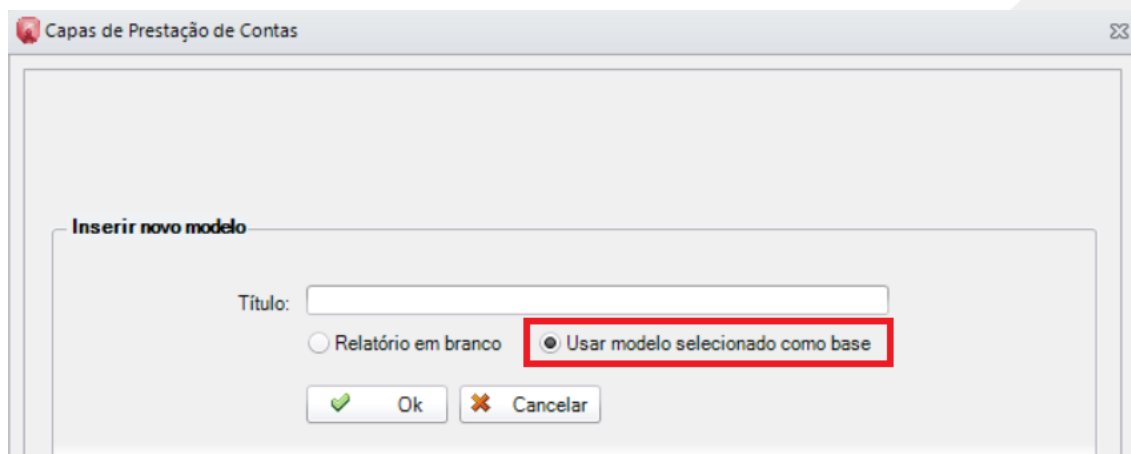 Capas de Prestação de Contas
Inserir novo modelo
Título:
Relatório em branco Usar modelo selecionado como base
Ok Cancelar